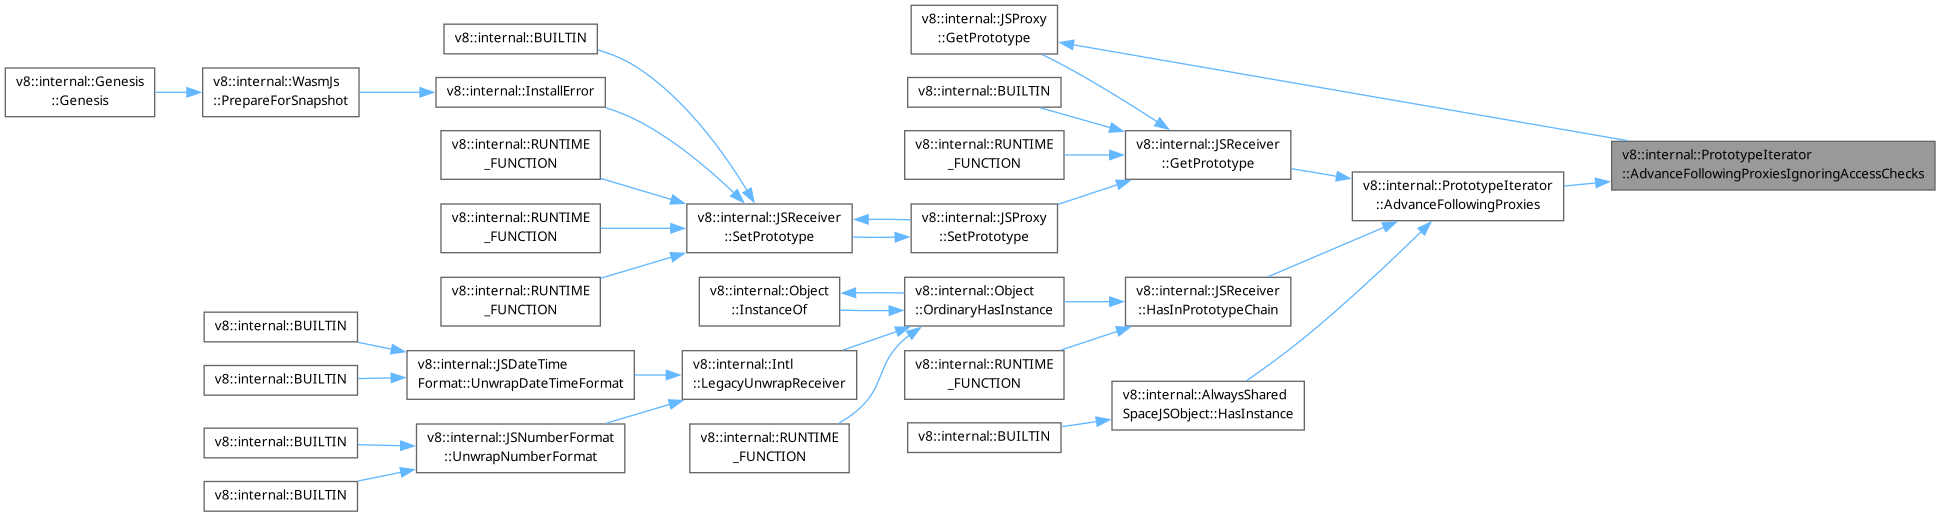 v8::internal::Genesis
::Genesis
v8::internal::WasmJs
::PrepareForSnapshot
v8::internal::BUILTIN
v8::internal::InstallError
v8::internal::RUNTIME
_FUNCTION
v8::internal::RUNTIME
_FUNCTION
v8::internal::RUNTIME
_FUNCTION
v8::internal::BUILTIN
v8::internal::BUILTIN
v8::internal::BUILTIN
v8::internal::BUILTIN
v8::internal::JSDateTime
Format::UnwrapDateTimeFormat
v8::internal::JSNumberFormat
::UnwrapNumberFormat
v8::internal::JSReceiver
::SetPrototype
v8::internal::Object
::InstanceOf
v8::internal::Intl
::LegacyUnwrapReceiver
v8::internal::RUNTIME
_FUNCTION
v8::internal::JSProxy
::GetPrototype
v8::internal::BUILTIN
v8::internal::RUNTIME
_FUNCTION
v8::internal::JSProxy
::SetPrototype
v8::internal::Object
::OrdinaryHasInstance
v8::internal::RUNTIME
_FUNCTION
v8::internal::BUILTIN
v8::internal::JSReceiver
::GetPrototype
v8::internal::JSReceiver
::HasInPrototypeChain
v8::internal::AlwaysShared
SpaceJSObject::HasInstance
v8::internal::PrototypeIterator
::AdvanceFollowingProxies
v8::internal::PrototypeIterator
::AdvanceFollowingProxiesIgnoringAccessChecks